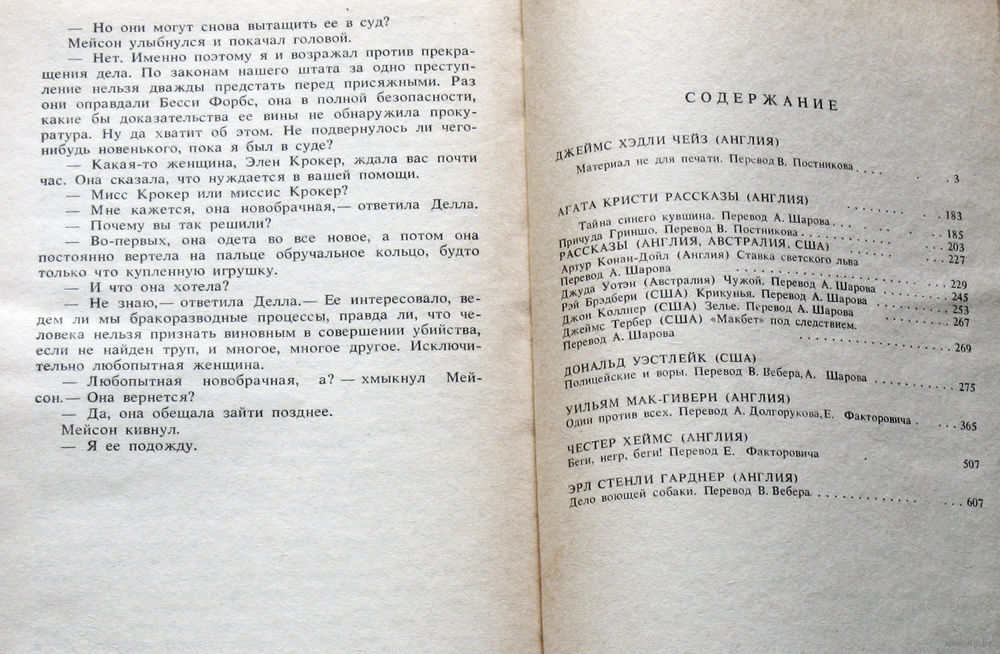 — Но они могут снова вытащить ее в суд?
Мейсон улыбнулся и покачал головой.
— Нет. Именно поэтому я и возражал против прекра-
щения дела. По законам нашего штата за одно преступ-
ление нельзя дважды предстать перед присяжными. Раз
они оправдали Бесси Форбс, она в полной безопасности,
какие бы доказательства ее вины не обнаружила проку-
ратура. Ну да хватит об этом. Не подвернулось ли чего-
нибудь новенького, пока я был в суде?
— Какая-то женщина, Элен Крокер, ждала вас почти
час. Она сказала, что нуждается в вашей помощи.
— Мисс Крокер или миссис Крокер?
— Мне кажется, она новобрачная,— ответила Делла.
— Почему вы так решили?
— Во-первых, она одета во все новое, а потом она
постоянно вертела на пальце обручальное кольцо, будто
только что купленную игрушку.
— И что она хотела?
— Не знаю,— ответила Делла.— Ее интересовало, ве-
дем ли мы бракоразводные процессы, правда ли, что че-
ловека нельзя признать виновным в совершении убийства,
если не найден труп, и многое, многое другое. Исключи-
тельно любопытная женщина.
— Любопытная новобрачная, а? — хмыкнул Мей-
сон.— Она вернется?
— Да, она обещала зайти позднее.
Мейсон кивнул.
— Я ее подожду.
СОДЕРЖАНИЕ
ДЖЕЙМС ХЭДЛИ ЧЕЙЗ (АНГЛИЯ)
Материал не для печати. Перевод В. Постникова . . . . . . 3
АГАТА КРИСТИ РАССКАЗЫ (АНГЛИЯ) . . . . . . . . 183
Тайна синего кувшина. Перевод А. Шарова . . . . . . . . 185
Причуда Гриншо. Перевод В. Постникова . . . . . . . . 203
РАССКАЗЫ (АНГЛИЯ, АВСТРАЛИЯ, США) . . . . . . . . 227
Артур Конан-Дойл (Англия) Ставка светского льва
Перевод А. Шарова . . . . . . . . 229
Джуда Уотэн (Австралия) Чужой. Перевод А. Шарова . . . . . . 245
Рэй Брэдбери (США) Крикунья. Перевод А. Шарова . . . . . . 253
Джон Коллнер (США) Зелье. Перевод А. Шарова . . . . . . 267
Джеймс Тербер (США) «Макбет» под следствием.
Перевод А. Шарова . . . . . . . . 269
ДОНАЛЬД УЭСТЛЕЙК (США)
Полицейские и воры. Перевод В. Вебера, А. Шарова . . . . . . . . 275
УИЛЬЯМ МАК-ГИВЕРН (АНГЛИЯ)
Один против всех. Перевод А. Долгорукова, Е. Факторовича . . . . 365
ЧЕСТЕР ХЕЙМС (АНГЛИЯ)
Беги, негр, беги! Перевод Е. Факторовича 507
ЭРЛ СТЕНЛИ ГАРДНЕР (АНГЛИЯ)
Дело воющей собаки. Перевод В. Вебера . . . . . . . . 607
www.ay.by